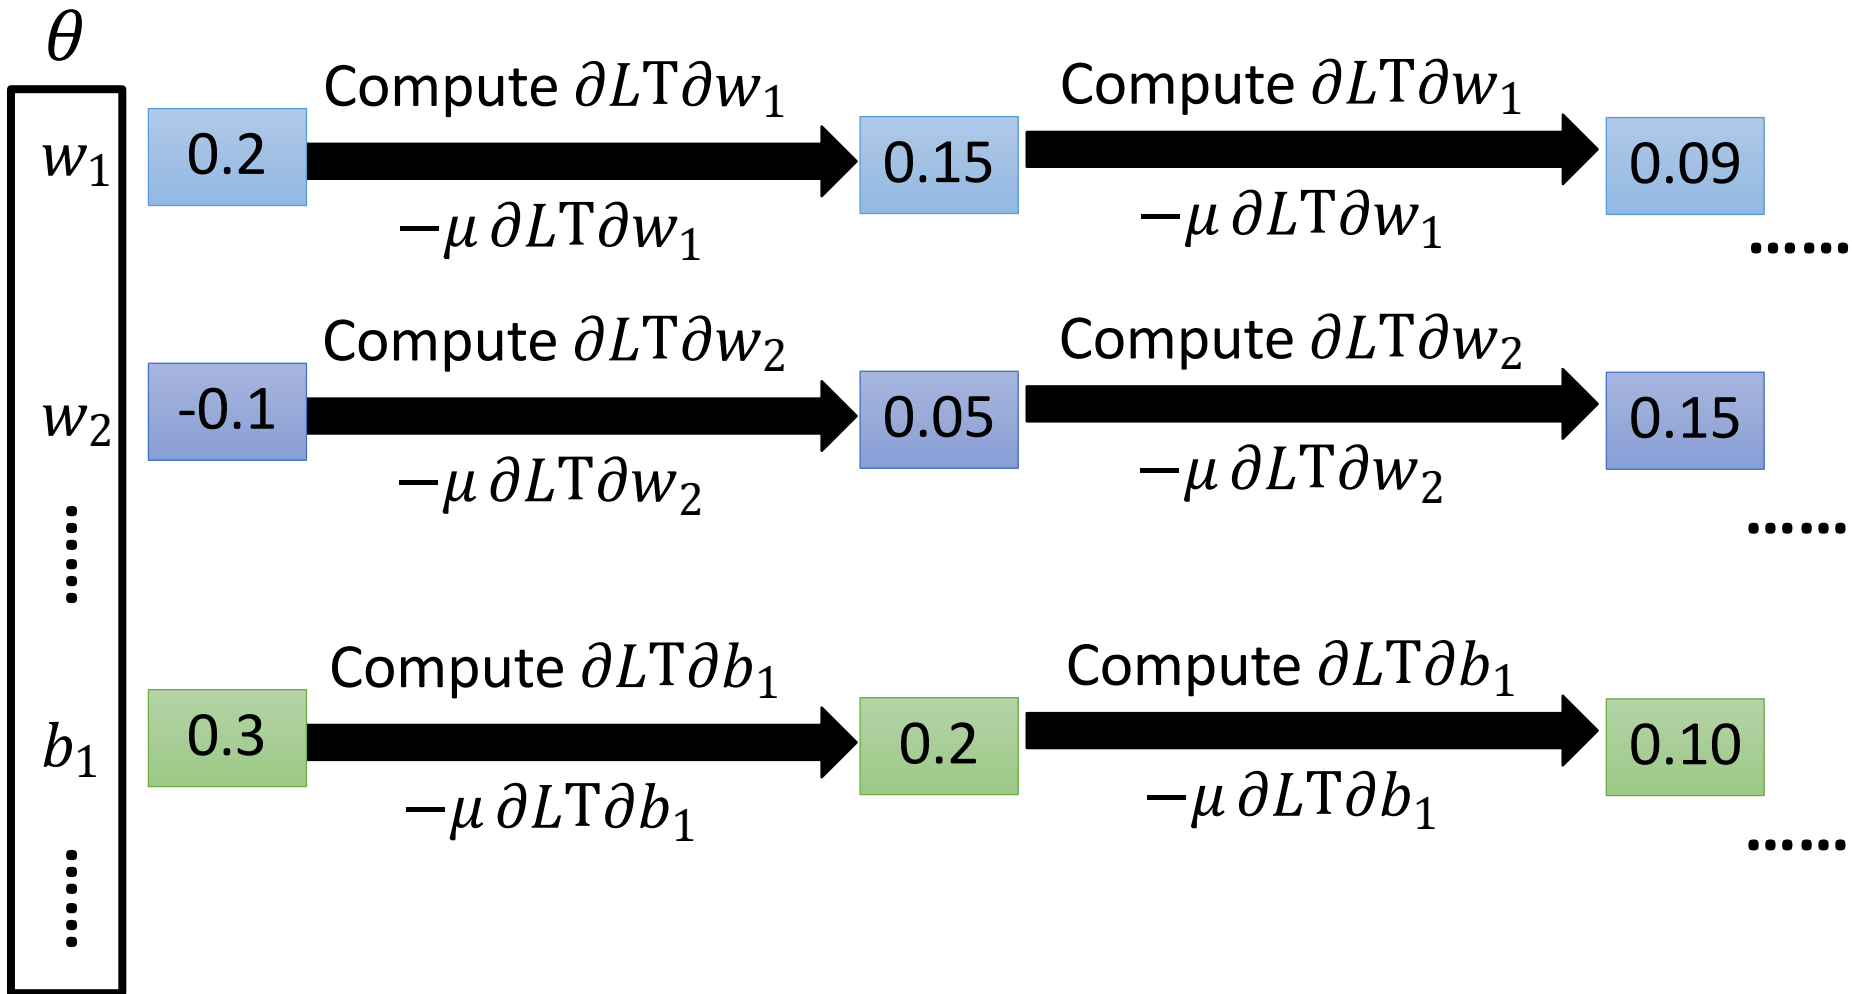 θ
Compute ∂LT∂w₁ Compute ∂LT∂w₁
w₁ 0.2 0.15 0.09
−μ ∂LT∂w₁ −μ ∂LT∂w₁
……
Compute ∂LT∂w₂ Compute ∂LT∂w₂
w₂ -0.1 0.05 0.15
−μ ∂LT∂w₂ −μ ∂LT∂w₂
…… ……
Compute ∂LT∂b₁ Compute ∂LT∂b₁
b₁ 0.3 0.2 0.10
−μ ∂LT∂b₁ −μ ∂LT∂b₁
…… ……